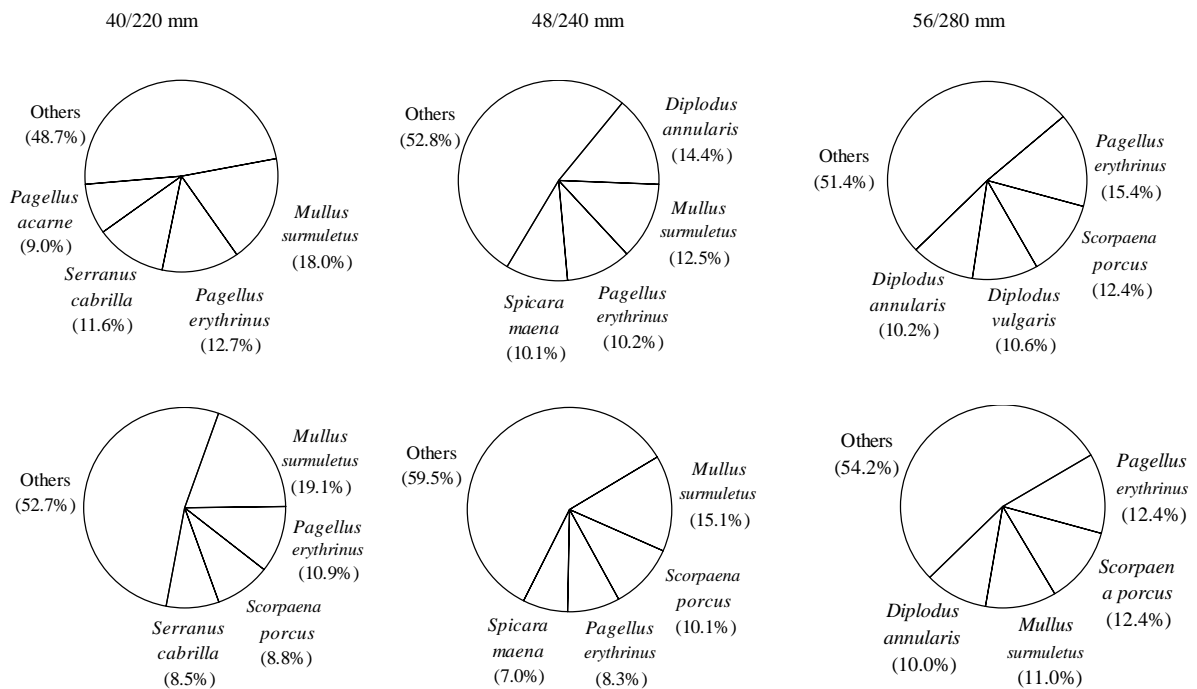 40/220 mm
48/240 mm
56/280 mm
Others
(48.7%)
Mullus
surmuletus
(18.0%)
Pagellus
erythrinus
(12.7%)
Serranus
cabrilla
(11.6%)
Pagellus
acarne
(9.0%)
Others
(52.8%)
Diplodus
annularis
(14.4%)
Mullus
surmuletus
(12.5%)
Pagellus
erythrinus
(10.2%)
Spicara
maena
(10.1%)
Others
(51.4%)
Pagellus
erythrinus
(15.4%)
Scorpaena
porcus
(12.4%)
Diplodus
vulgaris
(10.6%)
Diplodus
annularis
(10.2%)
Others
(52.7%)
Mullus
surmuletus
(19.1%)
Pagellus
erythrinus
(10.9%)
Scorpaena
porcus
(8.8%)
Serranus
cabrilla
(8.5%)
Others
(59.5%)
Mullus
surmuletus
(15.1%)
Scorpaena
porcus
(10.1%)
Pagellus
erythrinus
(8.3%)
Spicara
maena
(7.0%)
Others
(54.2%)
Pagellus
erythrinus
(12.4%)
Scorpaen
a porcus
(12.4%)
Mullus
surmuletus
(11.0%)
Diplodus
annularis
(10.0%)